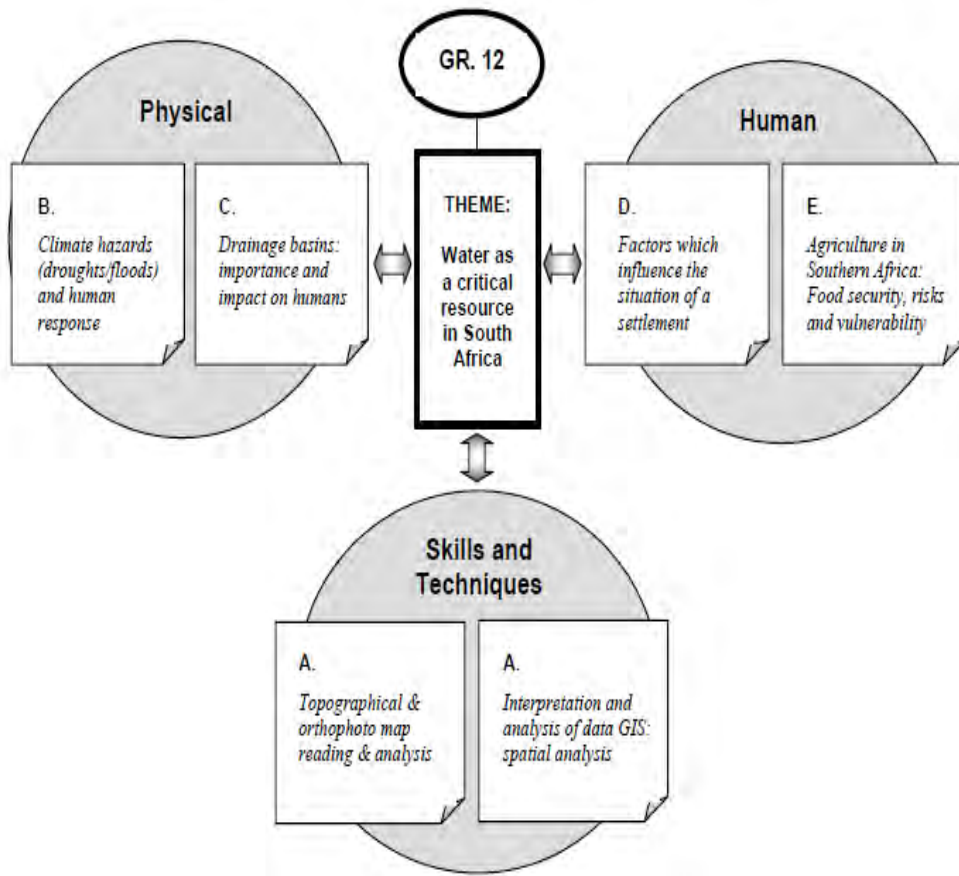 GR. 12
Physical
B.
Climate hazards
(droughts/floods)
and human
response
C.
Drainage basins:
importance and
impact on humans
THEME:
Water as
a critical
resource
in South
Africa
Human
D.
Factors which
influence the
situation of a
settlement
E.
Agriculture in
Southern Africa:
Food security, risks
and vulnerability
Skills and
Techniques
A.
Topographical &
orthophoto map
reading & analysis
A.
Interpretation and
analysis of data GIS:
spatial analysis